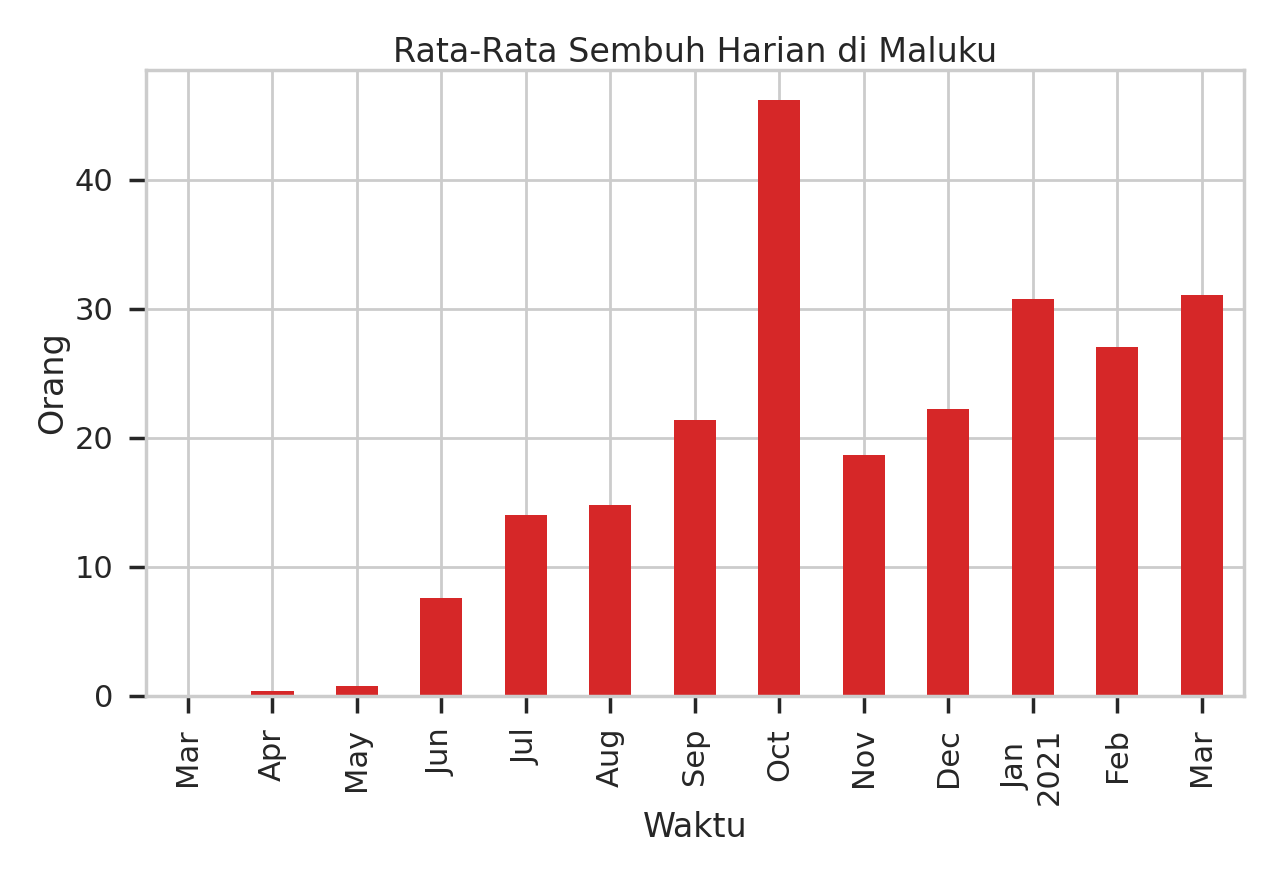 Rata-Rata Sembuh Harian di Maluku
Orang
40
30
20
10
0
Mar
Apr
May
Jun
Jul
Aug
Sep
Oct
Nov
Dec
Jan
2021
Feb
Mar
Waktu